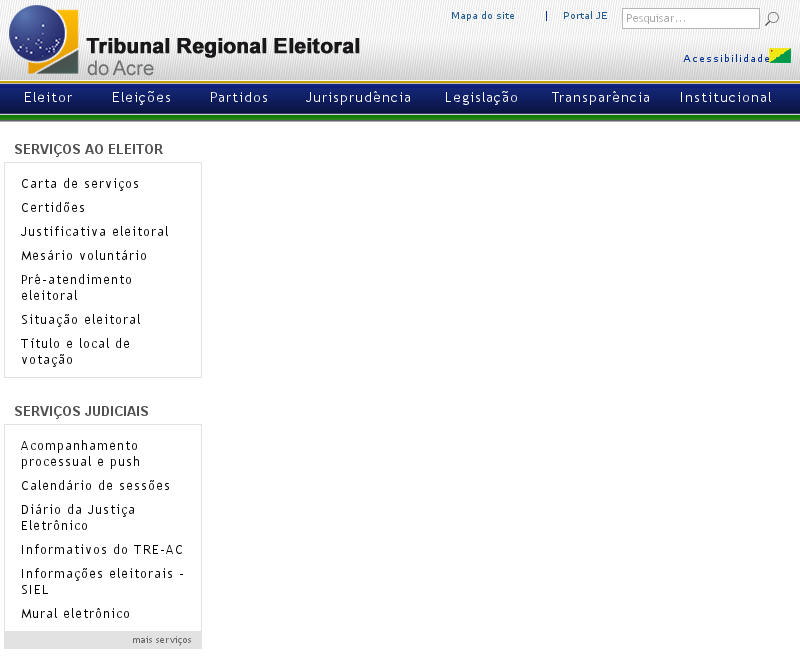 Mapa do site
Portal JE
Pesquisar...
Tribunal Regional Eleitoral
do Acre
Acessibilidade
Eleitor Eleições Partidos Jurisprudência Legislação Transparência Institucional
SERVIÇOS AO ELEITOR
Carta de serviços
Certidões
Justificativa eleitoral
Mesário voluntário
Pré-atendimento
eleitoral
Situação eleitoral
Título e local de
votação
SERVIÇOS JUDICIAIS
Acompanhamento
processual e push
Calendário de sessões
Diário da Justiça
Eletrônico
Informativos do TRE-AC
Informações eleitorais -
SIEL
Mural eletrônico
mais serviços